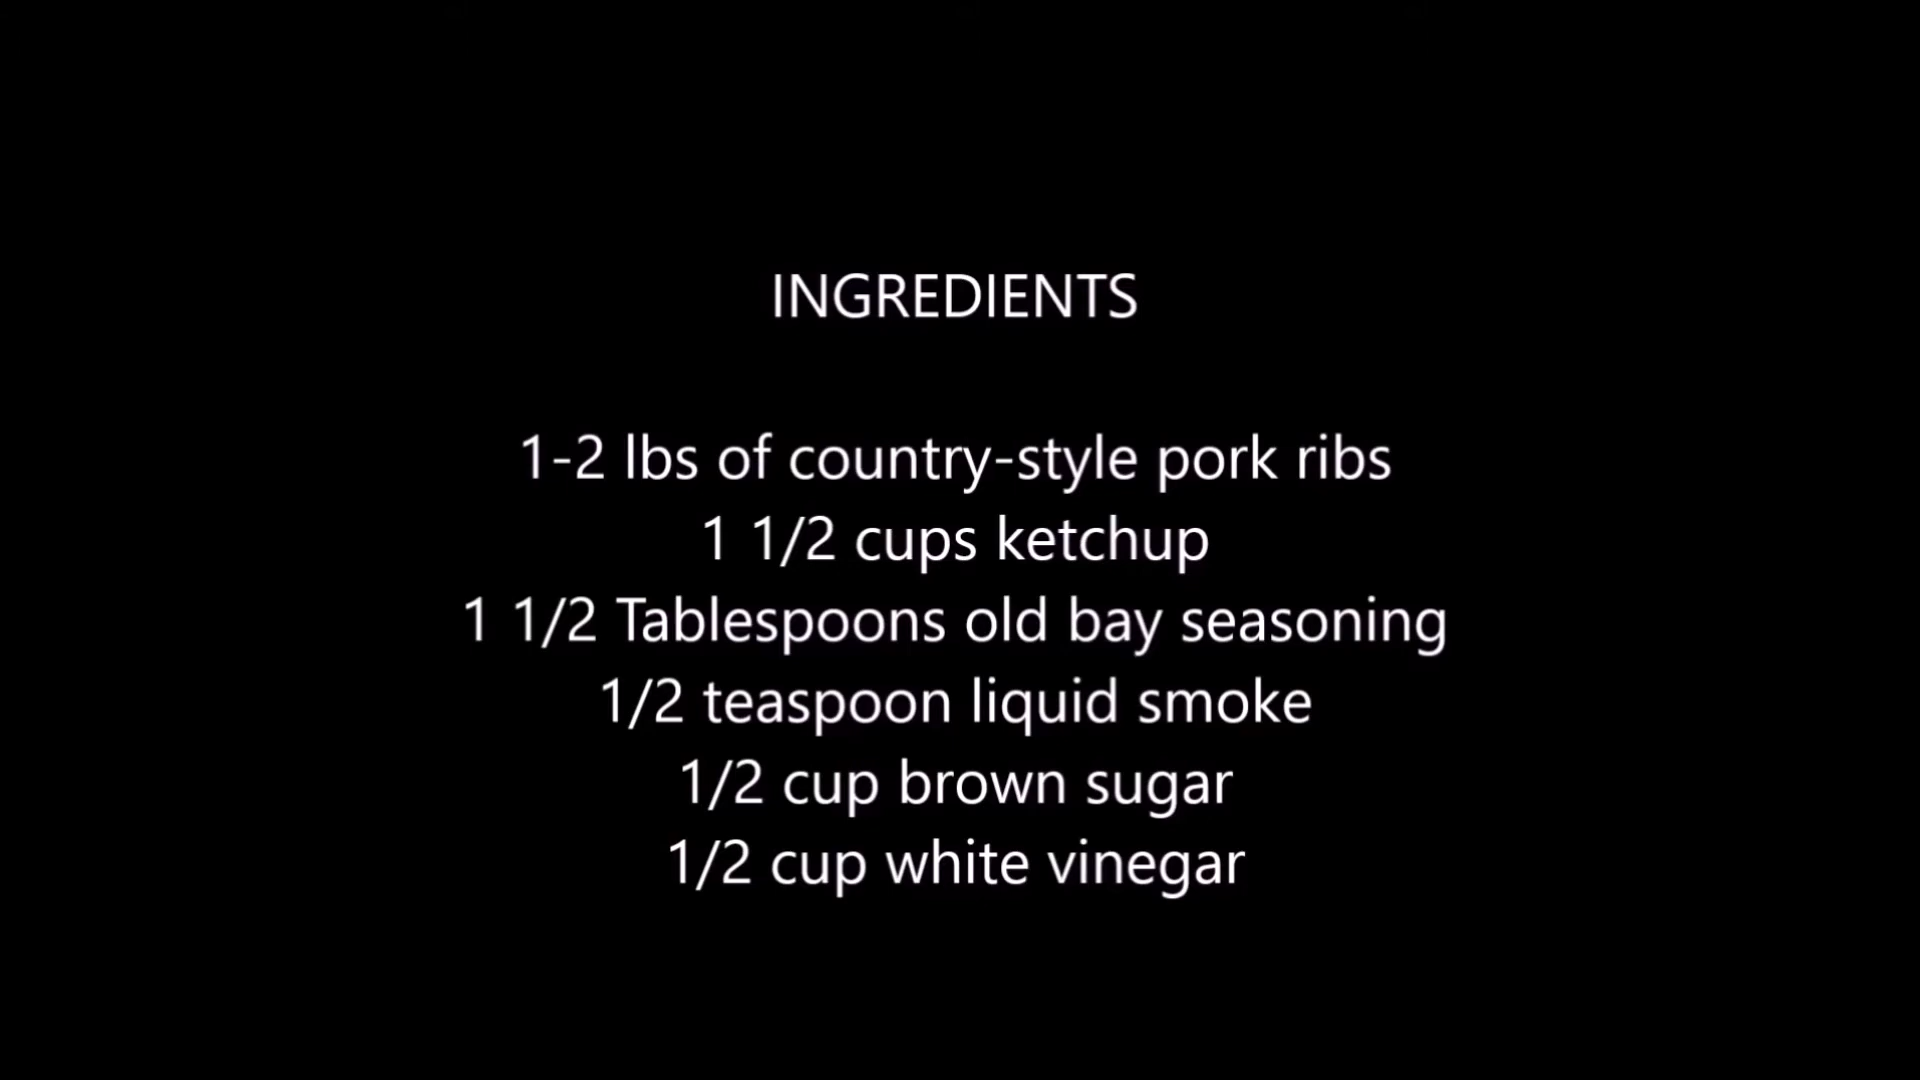 INGREDIENTS
1-2 lbs of country-style pork ribs
1 1/2 cups ketchup
1 1/2 Tablespoons old bay seasoning
1/2 teaspoon liquid smoke
1/2 cup brown sugar
1/2 cup white vinegar